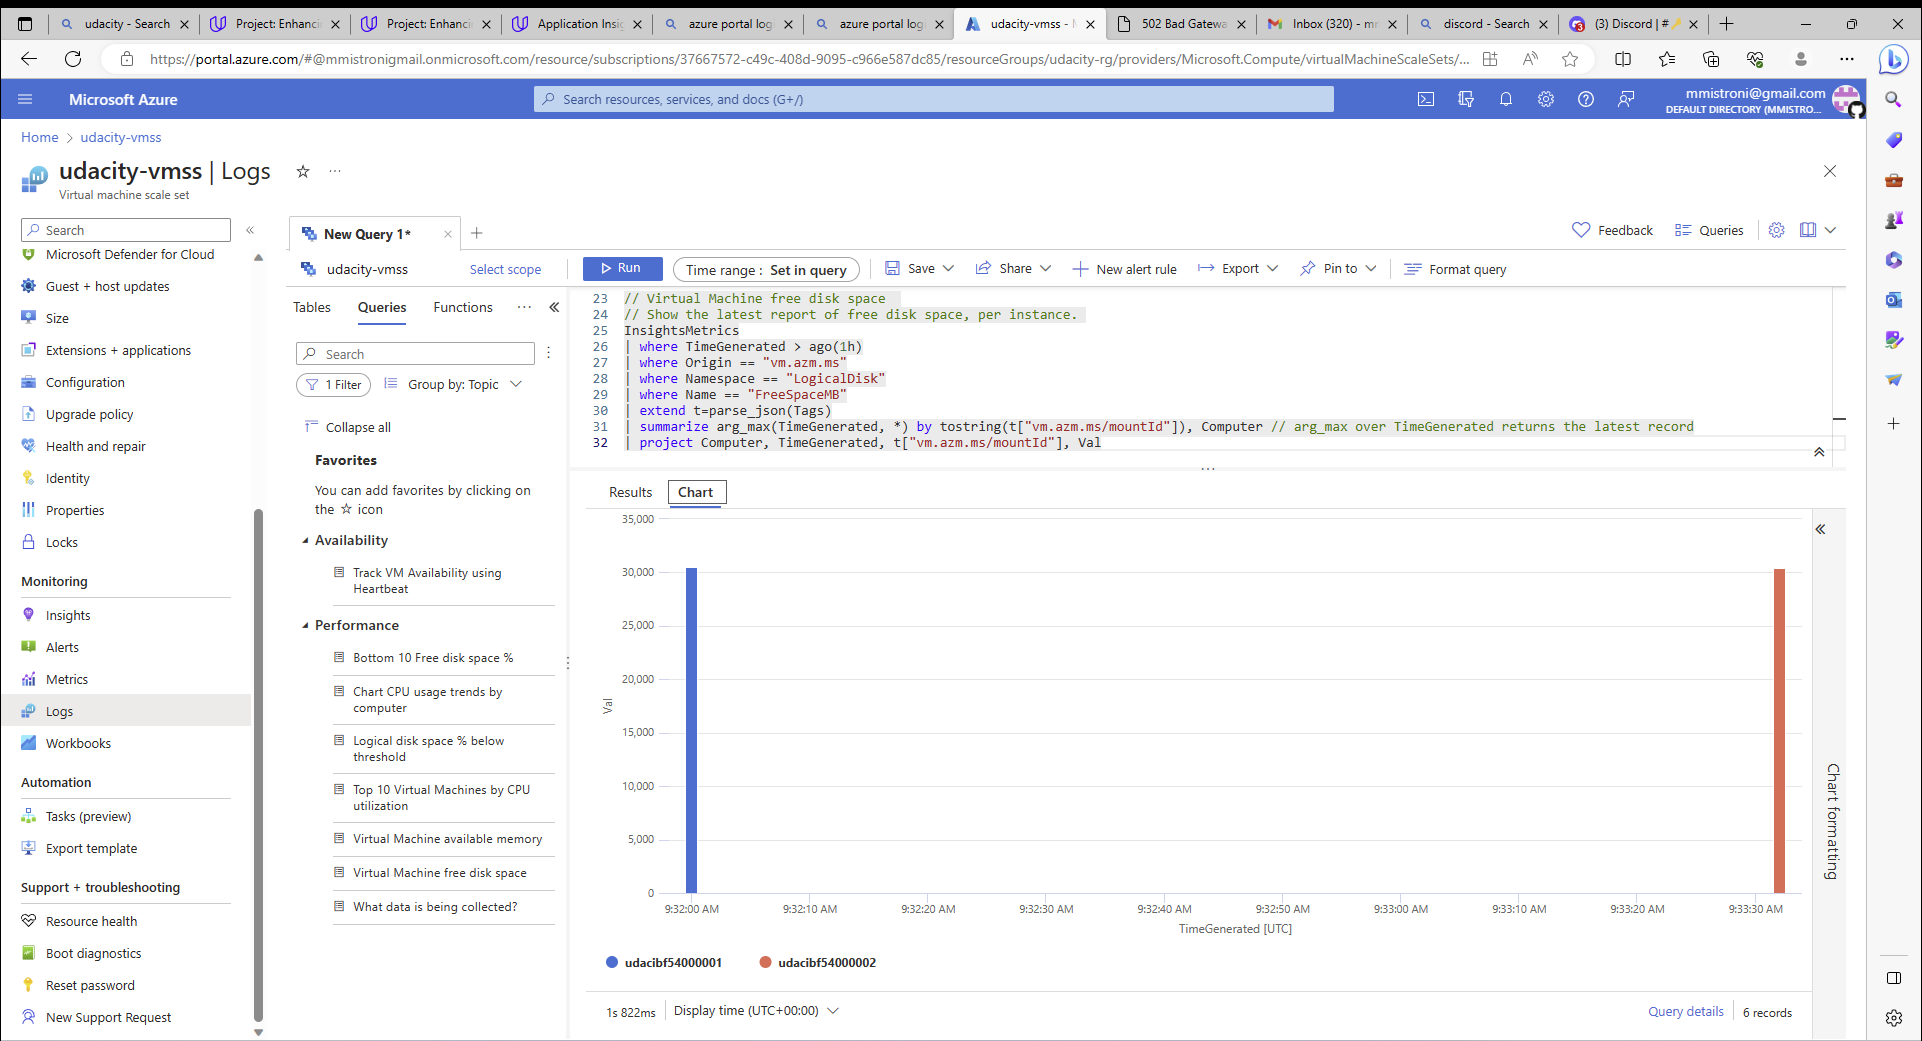 udacity - Search
Project: Enhancin
Project: Enhancin
Application Insig
azure portal logi
azure portal logi
udacity-vmss - M
502 Bad Gatewa
Inbox (320) - mr
discord - Search
(3) Discord | #
https://portal.azure.com/#@mmistronigmail.onmicrosoft.com/resource/subscriptions/37667572-c49c-408d-9095-c966e587dc85/resourceGroups/udacity-rg/providers/Microsoft.Compute/virtualMachineScaleSets/...
Microsoft Azure
Search resources, services, and docs (G+/)
mmistroni@gmail.com
DEFAULT DIRECTORY (MMISTRO...
Home > udacity-vmss
udacity-vmss | Logs
Virtual machine scale set
Search
Microsoft Defender for Cloud
Guest + host updates
Size
Extensions + applications
Configuration
Upgrade policy
Health and repair
Identity
Properties
Locks
Monitoring
Insights
Alerts
Metrics
Logs
Workbooks
Automation
Tasks (preview)
Export template
Support + troubleshooting
Resource health
Boot diagnostics
Reset password
New Support Request
New Query 1*
Feedback
Queries
udacity-vmss
Select scope
Run
Time range : Set in query
Save
Share
New alert rule
Export
Pin to
Format query
Tables
Queries
Functions
Search
1 Filter
Group by: Topic
Collapse all
Favorites
You can add favorites by clicking on
the ☆ icon
Availability
Track VM Availability using
Heartbeat
Performance
Bottom 10 Free disk space %
Chart CPU usage trends by
computer
Logical disk space % below
threshold
Top 10 Virtual Machines by CPU
utilization
Virtual Machine available memory
Virtual Machine free disk space
What data is being collected?
23 // Virtual Machine free disk space
24 // Show the latest report of free disk space, per instance.
25 InsightsMetrics
26 | where TimeGenerated > ago(1h)
27 | where Origin == "vm.azm.ms"
28 | where Namespace == "LogicalDisk"
29 | where Name == "FreeSpaceMB"
30 | extend t=parse_json(Tags)
31 | summarize arg_max(TimeGenerated, *) by tostring(t["vm.azm.ms/mountId"]), Computer // arg_max over TimeGenerated returns the latest record
32 | project Computer, TimeGenerated, t["vm.azm.ms/mountId"], Val
Results
Chart
35,000
30,000
25,000
20,000
15,000
10,000
5,000
0
Val
9:32:00 AM
9:32:10 AM
9:32:20 AM
9:32:30 AM
9:32:40 AM
9:32:50 AM
9:33:00 AM
9:33:10 AM
9:33:20 AM
9:33:30 AM
TimeGenerated [UTC]
udacibf54000001
udacibf54000002
Chart formatting
1s 822ms
Display time (UTC+00:00)
Query details
6 records